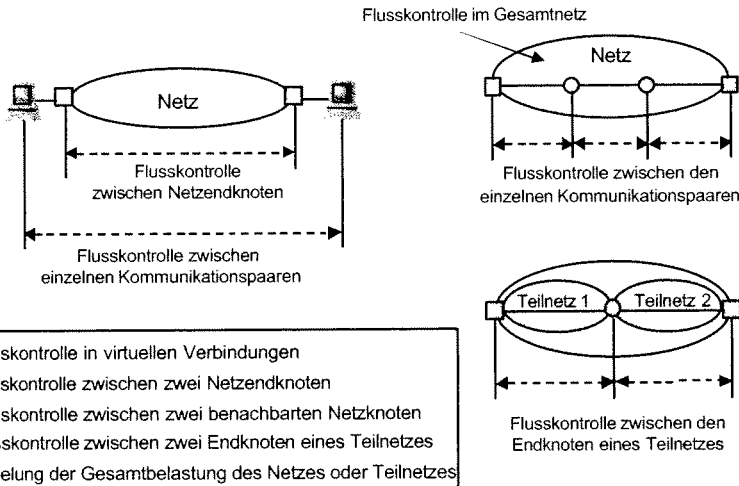 Flusskontrolle im Gesamtnetz
Netz
Flusskontrolle
zwischen Netzendknoten
Flusskontrolle zwischen
einzelnen Kommunikationspaaren
Netz
Flusskontrolle zwischen den
einzelnen Kommunikationspaaren
Teilnetz 1 Teilnetz 2
Flusskontrolle zwischen den
Endknoten eines Teilnetzes
skontrolle in virtuellen Verbindungen
skontrolle zwischen zwei Netzendknoten
skontrolle zwischen zwei benachbarten Netzknoten
sskontrolle zwischen zwei Endknoten eines Teilnetzes
elung der Gesamtbelastung des Netzes oder Teilnetzes